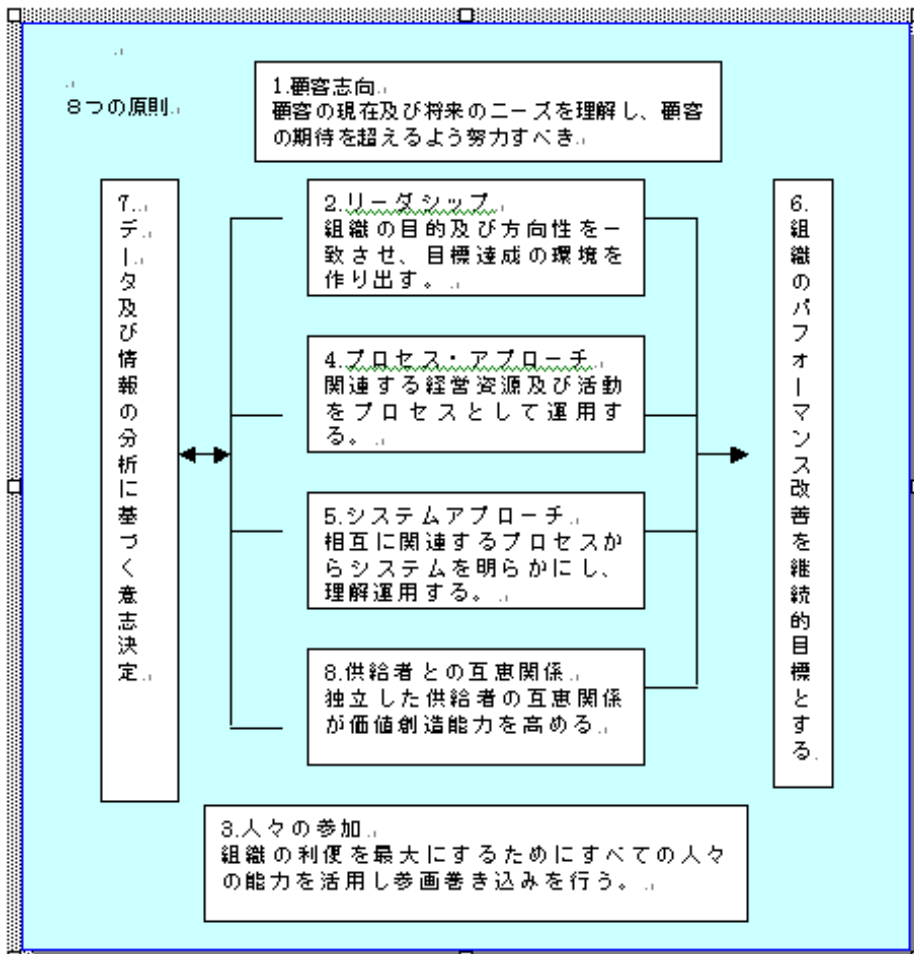 8つの原則
1.顧客志向
顧客の現在及び将来のニーズを理解し、顧客
の期待を超えるよう努力すべき
7.
データ及び情報の分析に基づく意志決定
2.リーダシップ
組織の目的及び方向性を一
致させ、目標達成の環境を
作り出す。
4.プロセス・アプローチ
関連する経営資源及び活動
をプロセスとして運用す
る。
5.システムアプローチ
相互に関連するプロセスか
らシステムを明らかにし、
理解運用する。
8.供給者との互恵関係
独立した供給者の互恵関係
が価値創造能力を高める
6.
組織のパフォーマンス改善を継続的目標とする
3.人々の参加
組織の利便を最大にするためにすべての人々
の能力を活用し参画巻き込みを行う。